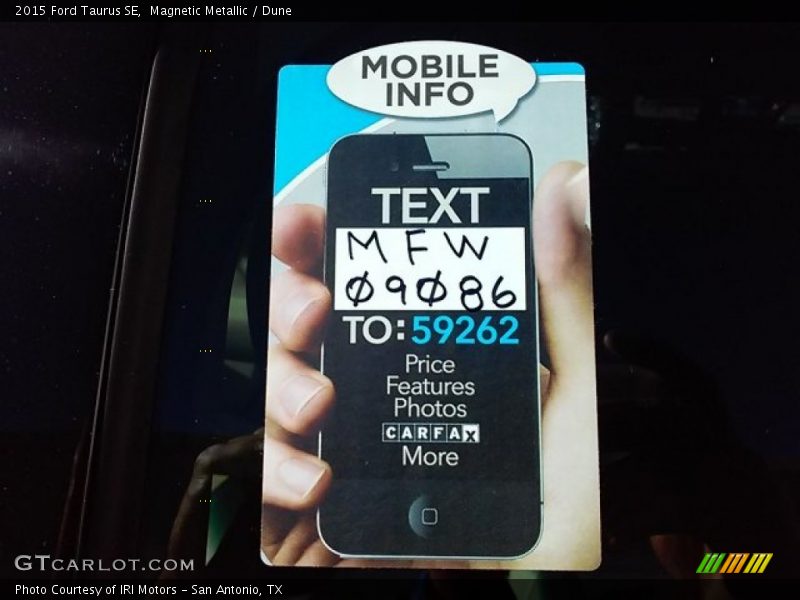 2015 Ford Taurus SE,  Magnetic Metallic / Dune
MOBILE
INFO
TEXT
MFW
09086
TO: 59262
Price
Features
Photos
CARFAX
More
GTCARLOT.COM
Photo Courtesy of IRI Motors - San Antonio, TX